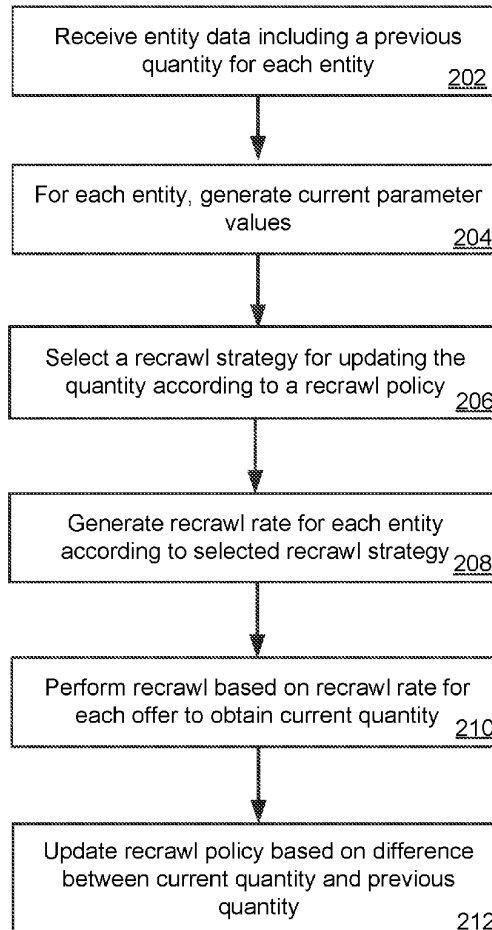 Receive entity data including a previous
quantity for each entity
202
For each entity, generate current parameter
values
204
Select a recrawl strategy for updating the
quantity according to a recrawl policy
206
Generate recrawl rate for each entity
according to selected recrawl strategy
208
Perform recrawl based on recrawl rate for
each offer to obtain current quantity
210
Update recrawl policy based on difference
between current quantity and previous
quantity
212